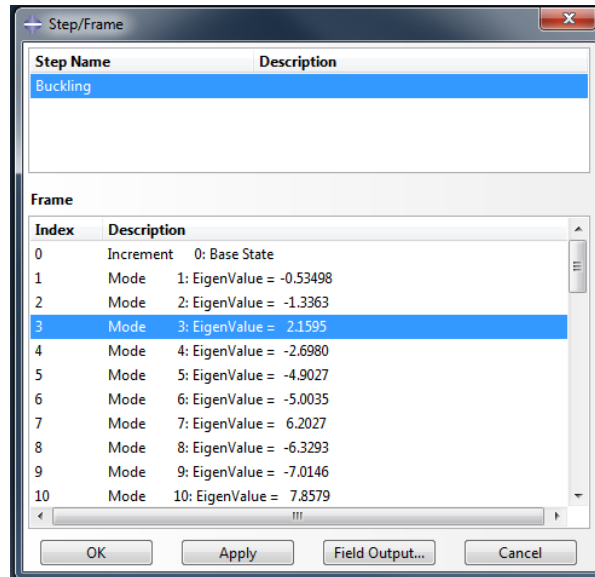 Step/Frame
Step Name Description
Buckling
Frame
Index Description
0 Increment 0: Base State
1 Mode 1: EigenValue = -0.53498
2 Mode 2: EigenValue = -1.3363
3 Mode 3: EigenValue = 2.1595
4 Mode 4: EigenValue = -2.6980
5 Mode 5: EigenValue = -4.9027
6 Mode 6: EigenValue = -5.0035
7 Mode 7: EigenValue = 6.2027
8 Mode 8: EigenValue = -6.3293
9 Mode 9: EigenValue = -7.0146
10 Mode 10: EigenValue = 7.8579
OK Apply Field Output... Cancel